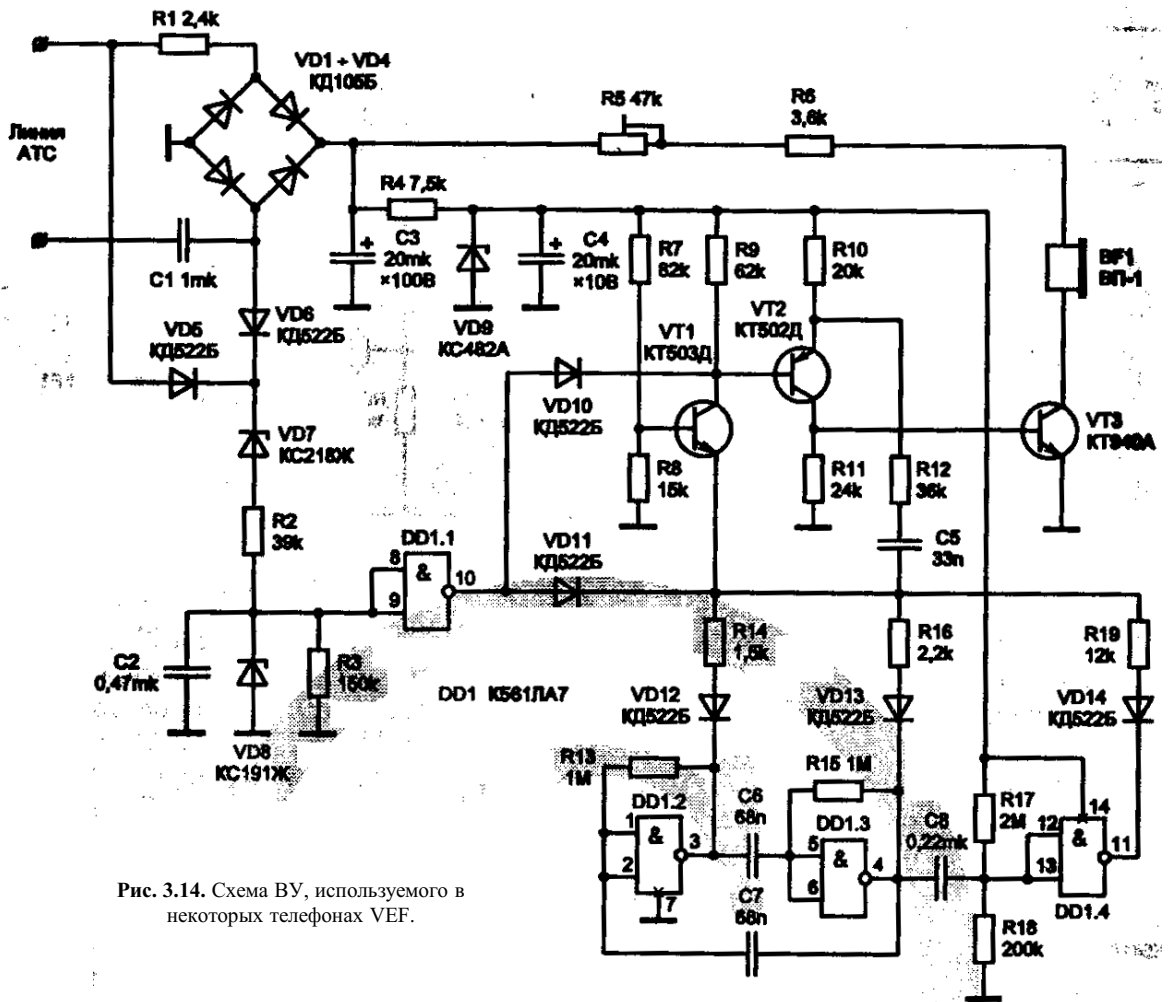 R1 2,4k
VD1 ÷ VD4
КД105Б
Линия
АТС
R5 47k
R6
3,6k
R4 7,5k
C3
20mk
×100В
C4
20mk
×10В
R7
82k
R9
62k
R10
20k
BF1
ВП-1
C1 1mk
VD6
КД522Б
VD5
КД522Б
VD9
КС482А
VT1
КТ503Д
VT2
КТ502Д
VD10
КД522Б
VT3
КТ940А
VD7
КС218Ж
R8
15k
R11
24k
R12
36k
R2
39k
DD1.1
8
&
9
10
VD11
КД522Б
C5
33n
C2
0,47mk
R3
150k
R14
1,5k
R16
2,2k
R19
12k
DD1 К561ЛА7
VD12
КД522Б
VD13
КД522Б
VD14
КД522Б
VD8
КС191Ж
R13
1M
R15 1M
DD1.2
1
&
2
3
7
C6
68n
DD1.3
5
&
6
4
C8
0,22mk
R17
2M
14
12
&
13
11
DD1.4
C7
68n
R18
200k
Рис. 3.14. Схема ВУ, используемого в
некоторых телефонах VEF.